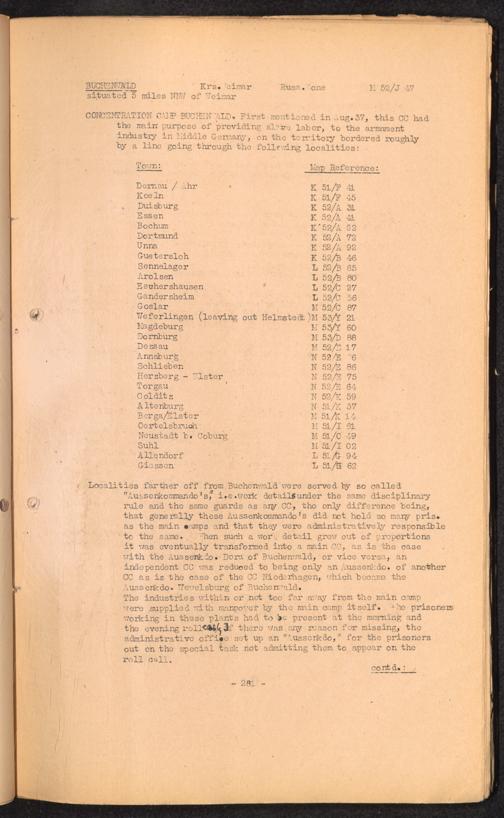 BUCHENWALD Krs. Weimar Russ. Zone M 52/J 47
situated 5 miles NNW of Weimar
CONCENTRATION CAMP BUCHENWALD. First mentioned in Aug.37, this CC had
the main purpose of providing slave labor, to the armament
industry in Middle Germany, on the territory bordered roughly
by a line going through the following localities:
Town: Map Reference:
Dernau / Ahr K 51/F 41
Koeln K 51/F 45
Duisburg K 52/A 31
Essen K 52/A 41
Bochum K 52/A 52
Dortmund K 52/A 72
Unna K 52/A 92
Guetersloh K 52/B 46
Sennelager L 52/B 65
Arolsen L 52/B 80
Eschershausen L 52/C 27
Gandersheim L 52/C 56
Goslar M 52/C 87
Weferlingen (leaving out Helmstedt) M 53/Y 21
Magdeburg M 53/Y 60
Dornburg M 53/D 88
Dessau M 52/ 17
Annaburg N 52/E 6
Schlieben N 52/E 86
Herzberg - Elster N 52/E 75
Torgau N 52/E 64
Colditz N 52/K 59
Altenburg N 51/K 37
Berga/Elster M 51/K 14
Oertelsbruch M 51/I 91
Neustadt b. Coburg M 51/O 49
Suhl M 51/I 02
Allendorf L 51/G 94
Giessen L 51/H 62
Localities farther off from Buchenwald were served by so called
"Aussenkommando's," i.e. work details under the same disciplinary
rule and the same guards as any CC, the only difference being,
that generally these Aussenkommando's did not hold so many pris.
as the main camps and that they were administratively responsible
to the same. When such a work detail grew out of proportions
it was eventually transformed into a main CC, as is the case
with the Aussenkdo. Dora of Buchenwald, or vice versa, an
independent CC was reduced to being only an Aussenkdo. of another
CC as is the case of the CC Niederhagen, which became the
Aussenkdo. Wewelsburg of Buchenwald.
The industries within or not too far away from the main camp
were supplied with manpower by the main camp itself. The prisoners
working in these plants had to be present at the morning and
the evening roll call, If there was any reason for missing, the
administrative office set up an "Aussenkdo," for the prisoners
out on the special task not admitting them to appear on the
roll call.
contd.:
- 281 -